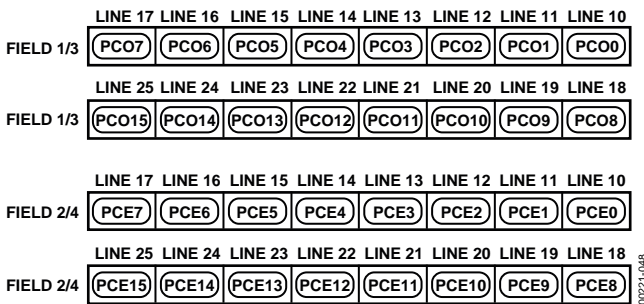 LINE 17 LINE 16 LINE 15 LINE 14 LINE 13 LINE 12 LINE 11 LINE 10
FIELD 1/3 PCO7 PCO6 PCO5 PCO4 PCO3 PCO2 PCO1 PCO0
LINE 25 LINE 24 LINE 23 LINE 22 LINE 21 LINE 20 LINE 19 LINE 18
FIELD 1/3 PCO15 PCO14 PCO13 PCO12 PCO11 PCO10 PCO9 PCO8
LINE 17 LINE 16 LINE 15 LINE 14 LINE 13 LINE 12 LINE 11 LINE 10
FIELD 2/4 PCE7 PCE6 PCE5 PCE4 PCE3 PCE2 PCE1 PCE0
LINE 25 LINE 24 LINE 23 LINE 22 LINE 21 LINE 20 LINE 19 LINE 18
FIELD 2/4 PCE15 PCE14 PCE13 PCE12 PCE11 PCE10 PCE9 PCE8